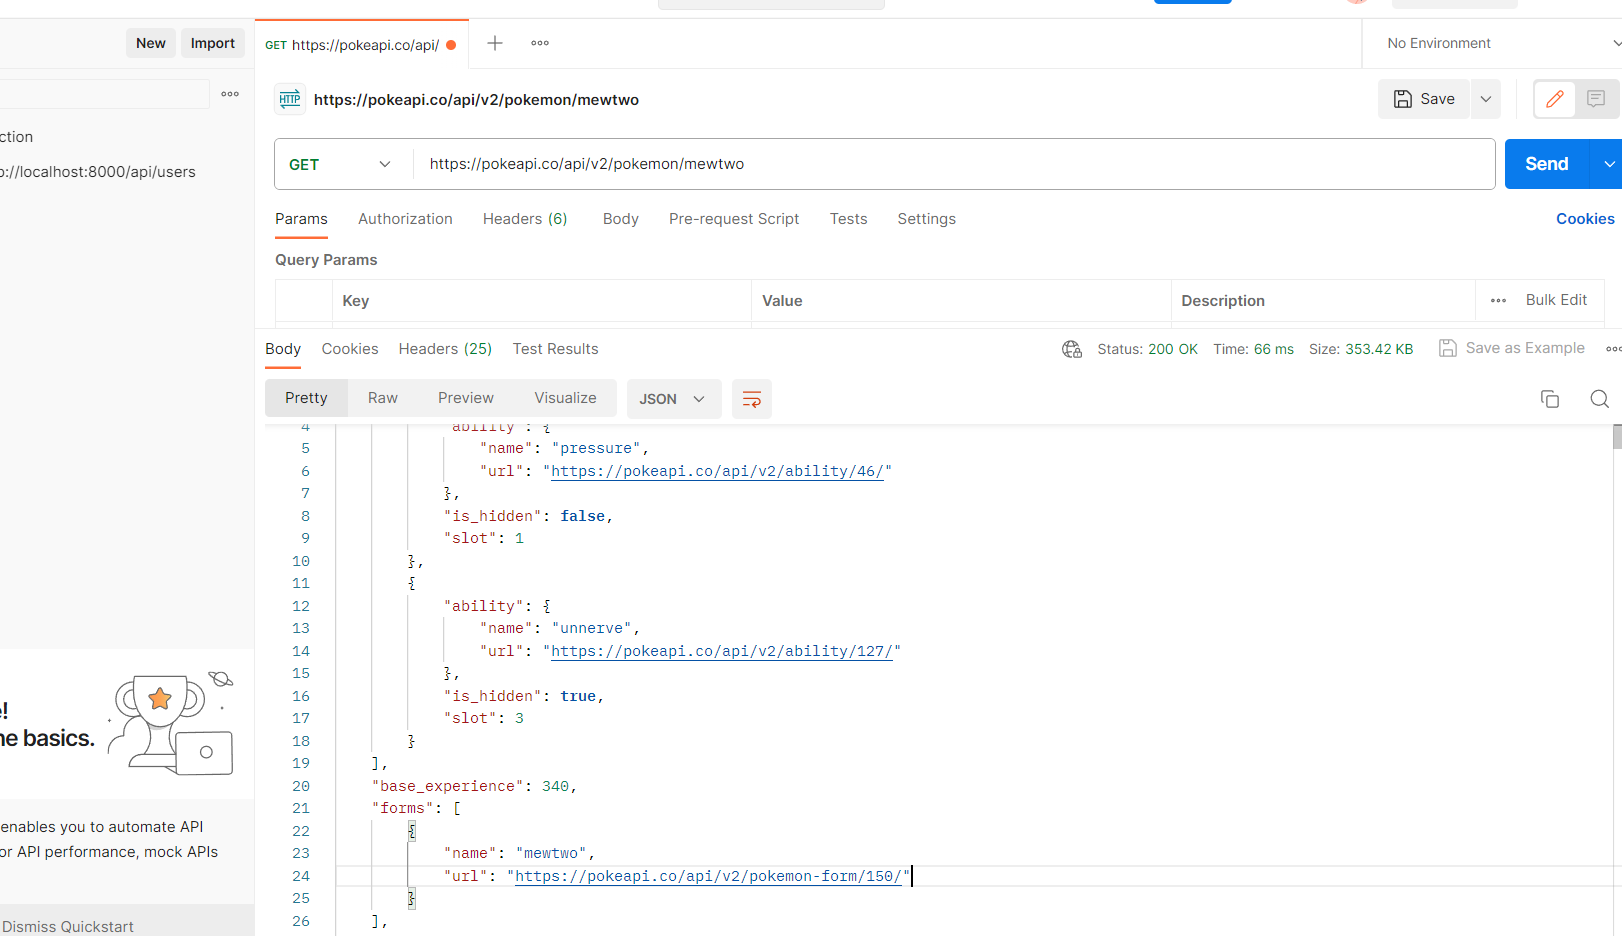 New Import
GET https://pokeapi.co/api/
No Environment
HTTP https://pokeapi.co/api/v2/pokemon/mewtwo
Save
ction
GET https://pokeapi.co/api/v2/pokemon/mewtwo
Send
p://localhost:8000/api/users
Params Authorization Headers (6) Body Pre-request Script Tests Settings Cookies
Query Params
Key Value Description Bulk Edit
Body Cookies Headers (25) Test Results Status: 200 OK Time: 66 ms Size: 353.42 KB Save as Example
Pretty Raw Preview Visualize JSON
4 "ability": {
5 "name": "pressure",
6 "url": "https://pokeapi.co/api/v2/ability/46/"
7 },
8 "is_hidden": false,
9 "slot": 1
10 },
11 {
12 "ability": {
13 "name": "unnerve",
14 "url": "https://pokeapi.co/api/v2/ability/127/"
15 },
16 "is_hidden": true,
17 "slot": 3
18 }
19 ],
20 "base_experience": 340,
21 "forms": [
22 {
23 "name": "mewtwo",
24 "url": "https://pokeapi.co/api/v2/pokemon-form/150/"
25 }
26 ],
e!
ne basics.
enables you to automate API
or API performance, mock APIs
Dismiss Quickstart